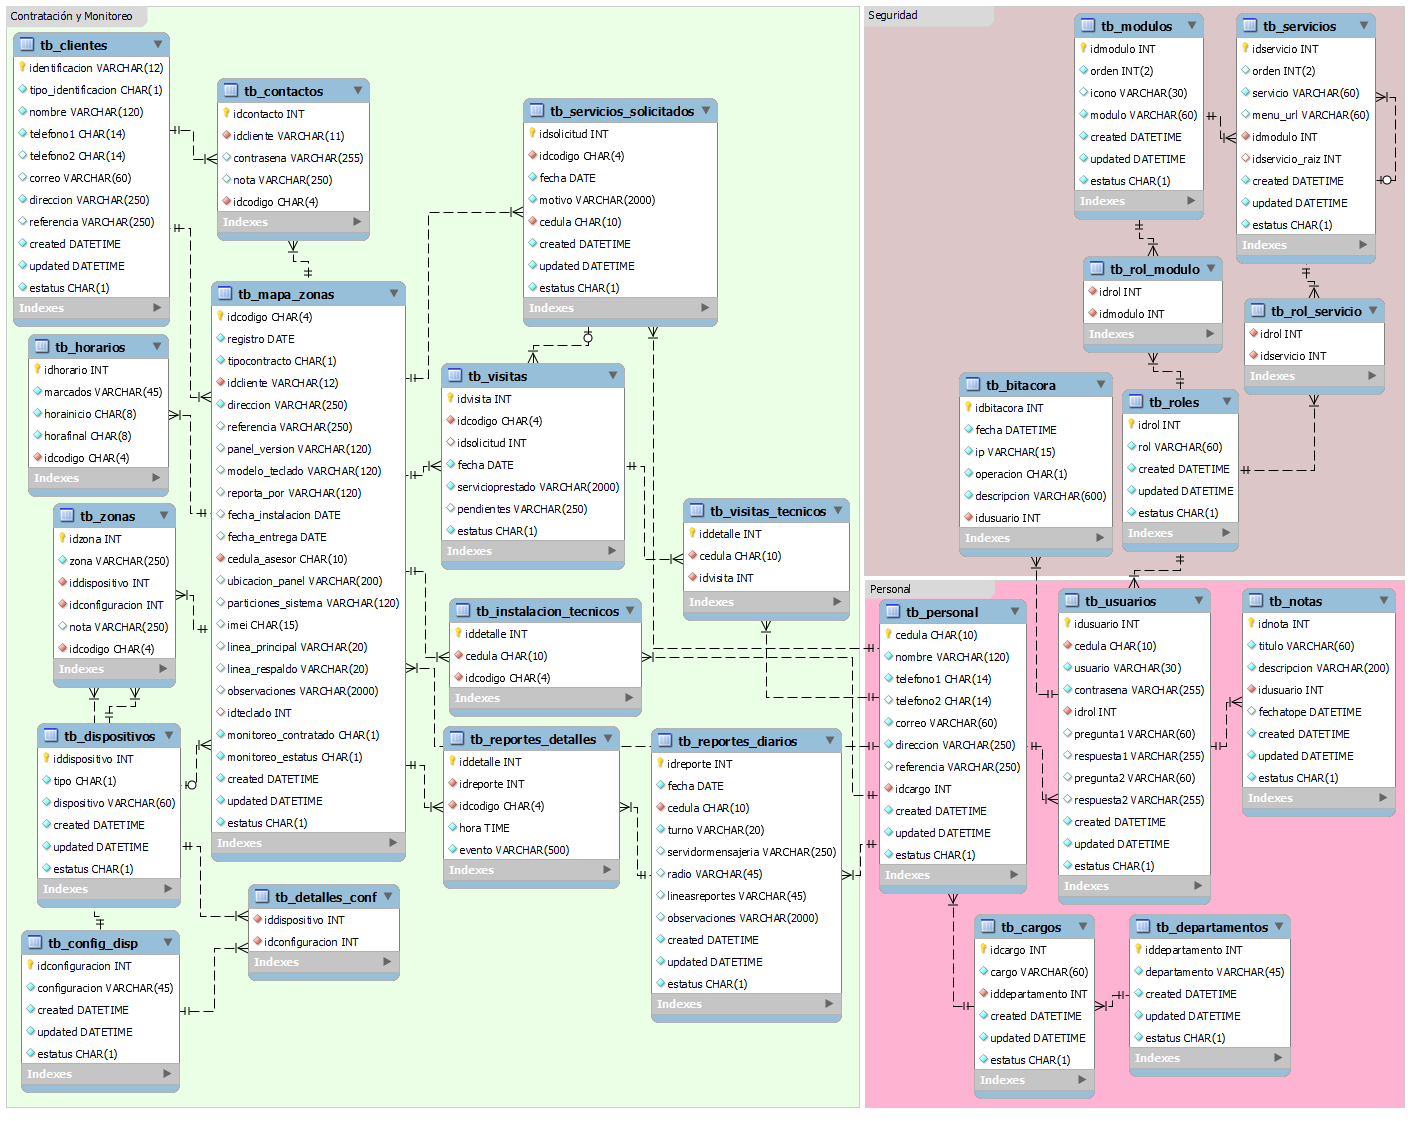 Contratación y Monitoreo
tb_clientes
identificacion VARCHAR(12)
tipo_identificacion CHAR(1)
nombre VARCHAR(120)
telefono1 CHAR(14)
telefono2 CHAR(14)
correo VARCHAR(60)
direccion VARCHAR(250)
referencia VARCHAR(250)
created DATETIME
updated DATETIME
estatus CHAR(1)
Indexes
tb_contactos
idcontacto INT
idcliente VARCHAR(11)
contrasena VARCHAR(255)
nota VARCHAR(250)
idcodigo CHAR(4)
Indexes
tb_servicios_solicitados
idsolicitud INT
idcodigo CHAR(4)
fecha DATE
motivo VARCHAR(2000)
cedula CHAR(10)
created DATETIME
updated DATETIME
estatus CHAR(1)
Indexes
tb_mapa_zonas
idcodigo CHAR(4)
registro DATE
tipocontracto CHAR(1)
idcliente VARCHAR(12)
direccion VARCHAR(250)
referencia VARCHAR(250)
panel_version VARCHAR(120)
modelo_teclado VARCHAR(120)
reporta_por VARCHAR(120)
fecha_instalacion DATE
fecha_entrega DATE
cedula_asesor CHAR(10)
ubicacion_panel VARCHAR(200)
particiones_sistema VARCHAR(120)
imei CHAR(15)
linea_principal VARCHAR(20)
linea_respaldo VARCHAR(20)
observaciones VARCHAR(2000)
idteclado INT
monitoreo_contratado CHAR(1)
monitoreo_estatus CHAR(1)
created DATETIME
updated DATETIME
estatus CHAR(1)
Indexes
tb_horarios
idhorario INT
marcados VARCHAR(45)
horainicio CHAR(8)
horafinal CHAR(8)
idcodigo CHAR(4)
Indexes
tb_visitas
idvisita INT
idcodigo CHAR(4)
idsolicitud INT
fecha DATE
servicioprestado VARCHAR(2000)
pendientes VARCHAR(250)
estatus CHAR(1)
Indexes
tb_zonas
idzona INT
zona VARCHAR(250)
iddispositivo INT
idconfiguracion INT
nota VARCHAR(250)
idcodigo CHAR(4)
Indexes
tb_visitas_tecnicos
iddetalle INT
cedula CHAR(10)
idvisita INT
Indexes
tb_instalacion_tecnicos
iddetalle INT
cedula CHAR(10)
idcodigo CHAR(4)
Indexes
tb_dispositivos
iddispositivo INT
tipo CHAR(1)
dispositivo VARCHAR(60)
created DATETIME
updated DATETIME
estatus CHAR(1)
Indexes
tb_reportes_detalles
iddetalle INT
idreporte INT
idcodigo CHAR(4)
hora TIME
evento VARCHAR(500)
Indexes
tb_reportes_diarios
idreporte INT
fecha DATE
cedula CHAR(10)
turno VARCHAR(20)
servidormensajeria VARCHAR(250)
radio VARCHAR(45)
lineasreportes VARCHAR(45)
observaciones VARCHAR(2000)
created DATETIME
updated DATETIME
estatus CHAR(1)
Indexes
tb_detalles_conf
iddispositivo INT
idconfiguracion INT
Indexes
tb_config_disp
idconfiguracion INT
configuracion VARCHAR(45)
created DATETIME
updated DATETIME
estatus CHAR(1)
Indexes
Seguridad
tb_modulos
idmodulo INT
orden INT(2)
icono VARCHAR(30)
modulo VARCHAR(60)
created DATETIME
updated DATETIME
estatus CHAR(1)
Indexes
tb_servicios
idservicio INT
orden INT(2)
servicio VARCHAR(60)
menu_url VARCHAR(60)
idmodulo INT
idservicio_raiz INT
created DATETIME
updated DATETIME
estatus CHAR(1)
Indexes
tb_rol_modulo
idrol INT
idmodulo INT
Indexes
tb_rol_servicio
idrol INT
idservicio INT
Indexes
tb_bitacora
idbitacora INT
fecha DATETIME
ip VARCHAR(15)
operacion CHAR(1)
descripcion VARCHAR(600)
idusuario INT
Indexes
tb_roles
idrol INT
rol VARCHAR(60)
created DATETIME
updated DATETIME
estatus CHAR(1)
Indexes
Personal
tb_personal
cedula CHAR(10)
nombre VARCHAR(120)
telefono1 CHAR(14)
telefono2 CHAR(14)
correo VARCHAR(60)
direccion VARCHAR(250)
referencia VARCHAR(250)
idcargo INT
created DATETIME
updated DATETIME
estatus CHAR(1)
Indexes
tb_usuarios
idusuario INT
cedula CHAR(10)
usuario VARCHAR(30)
contrasena VARCHAR(255)
idrol INT
pregunta1 VARCHAR(60)
respuesta1 VARCHAR(255)
pregunta2 VARCHAR(60)
respuesta2 VARCHAR(255)
created DATETIME
updated DATETIME
estatus CHAR(1)
Indexes
tb_notas
idnota INT
titulo VARCHAR(60)
descripcion VARCHAR(200)
idusuario INT
fechatope DATETIME
created DATETIME
updated DATETIME
estatus CHAR(1)
Indexes
tb_cargos
idcargo INT
cargo VARCHAR(60)
iddepartamento INT
created DATETIME
updated DATETIME
estatus CHAR(1)
Indexes
tb_departamentos
iddepartamento INT
departamento VARCHAR(45)
created DATETIME
updated DATETIME
estatus CHAR(1)
Indexes